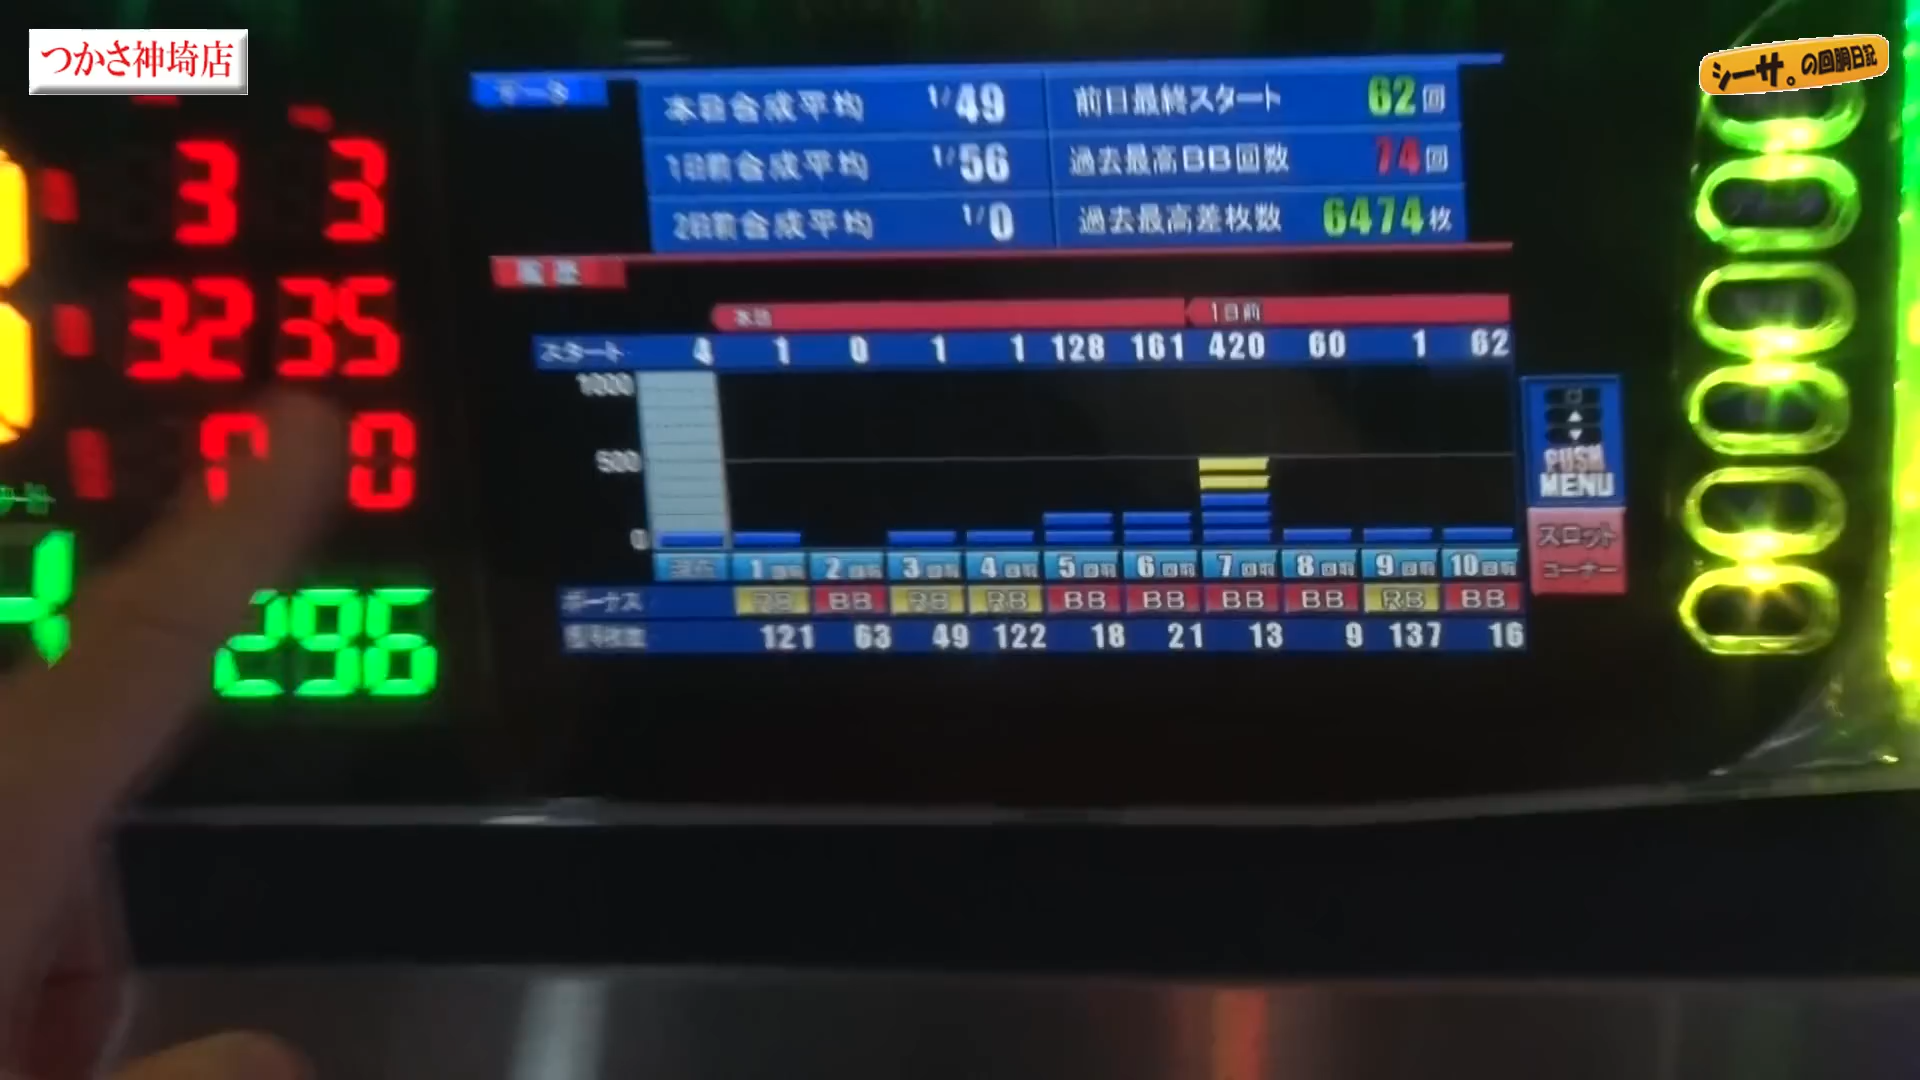 つかさ神埼店
シーサ。の回胴日記
データ
本日合成平均 1/49 前日最終スタート 62回
1日前合成平均 1/56 過去最高BB回数 74回
2日前合成平均 1/0 過去最高差枚数 6474枚
履歴
本日 1日前
スタート 4 1 0 1 1 128 161 420 60 1 62
1000
500
0
現在 1回前 2回前 3回前 4回前 5回前 6回前 7回前 8回前 9回前 10回前
ボーナス RB BB RB RB BB BB BB BB RB BB
121 63 49 122 18 21 13 9 137 16
PUSH
MENU
スロット
コーナー
3 3
32 35
0
4
296